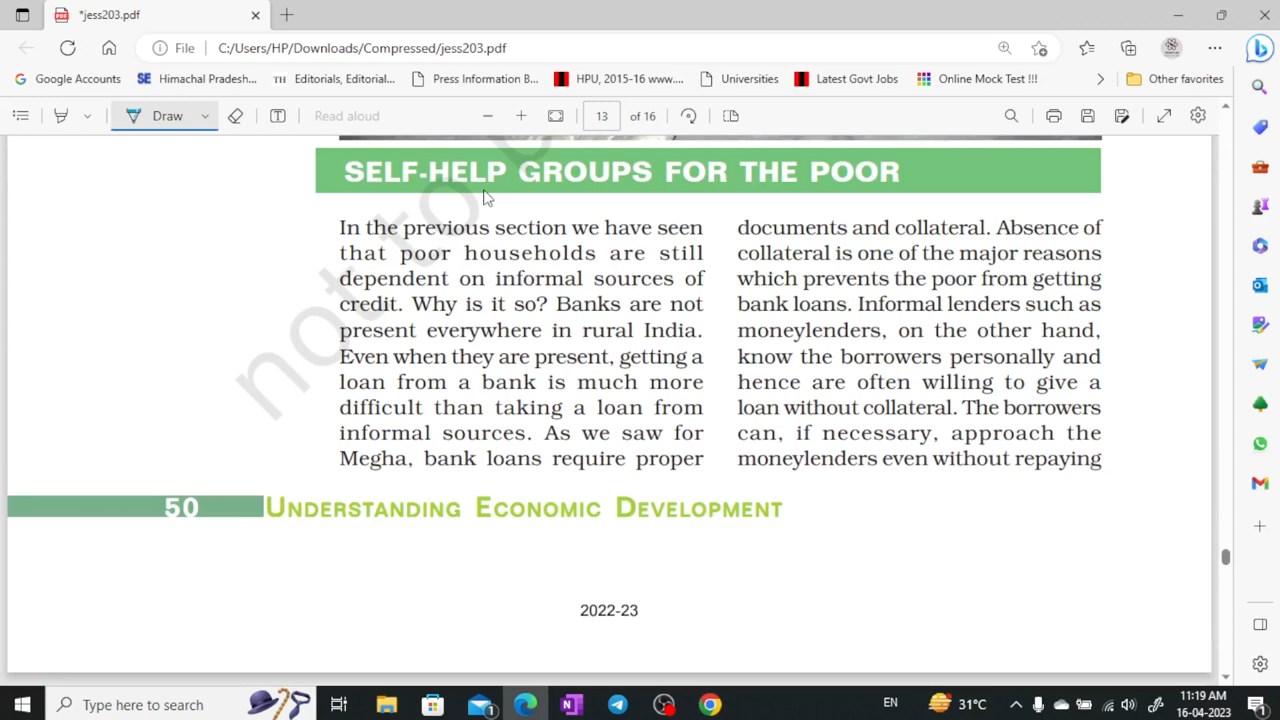 *jess203.pdf
File
C:/Users/HP/Downloads/Compressed/jess203.pdf
Google Accounts
SE Himachal Pradesh...
TH Editorials, Editorial...
Press Information B...
HPU, 2015-16 www....
Universities
Latest Govt Jobs
Online Mock Test !!!
Other favorites
Draw
Read aloud
13 of 16
SELF-HELP GROUPS FOR THE POOR
In the previous section we have seen
that poor households are still
dependent on informal sources of
credit. Why is it so? Banks are not
present everywhere in rural India.
Even when they are present, getting a
loan from a bank is much more
difficult than taking a loan from
informal sources. As we saw for
Megha, bank loans require proper
documents and collateral. Absence of
collateral is one of the major reasons
which prevents the poor from getting
bank loans. Informal lenders such as
moneylenders, on the other hand,
know the borrowers personally and
hence are often willing to give a
loan without collateral. The borrowers
can, if necessary, approach the
moneylenders even without repaying
not to b
50 UNDERSTANDING ECONOMIC DEVELOPMENT
2022-23
Type here to search
1
EN
31°C
11:19 AM
16-04-2023
1